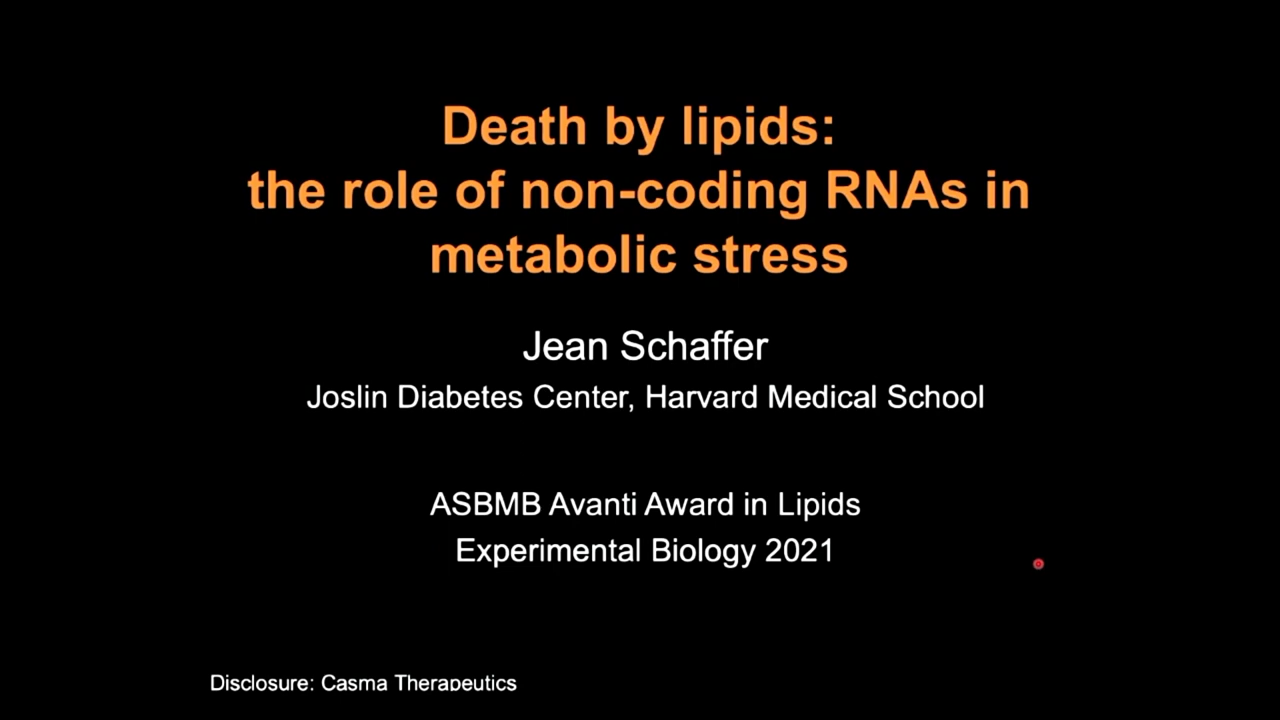 Death by lipids:
the role of non-coding RNAs in
metabolic stress
Jean Schaffer
Joslin Diabetes Center, Harvard Medical School
ASBMB Avanti Award in Lipids
Experimental Biology 2021
Disclosure: Casma Therapeutics